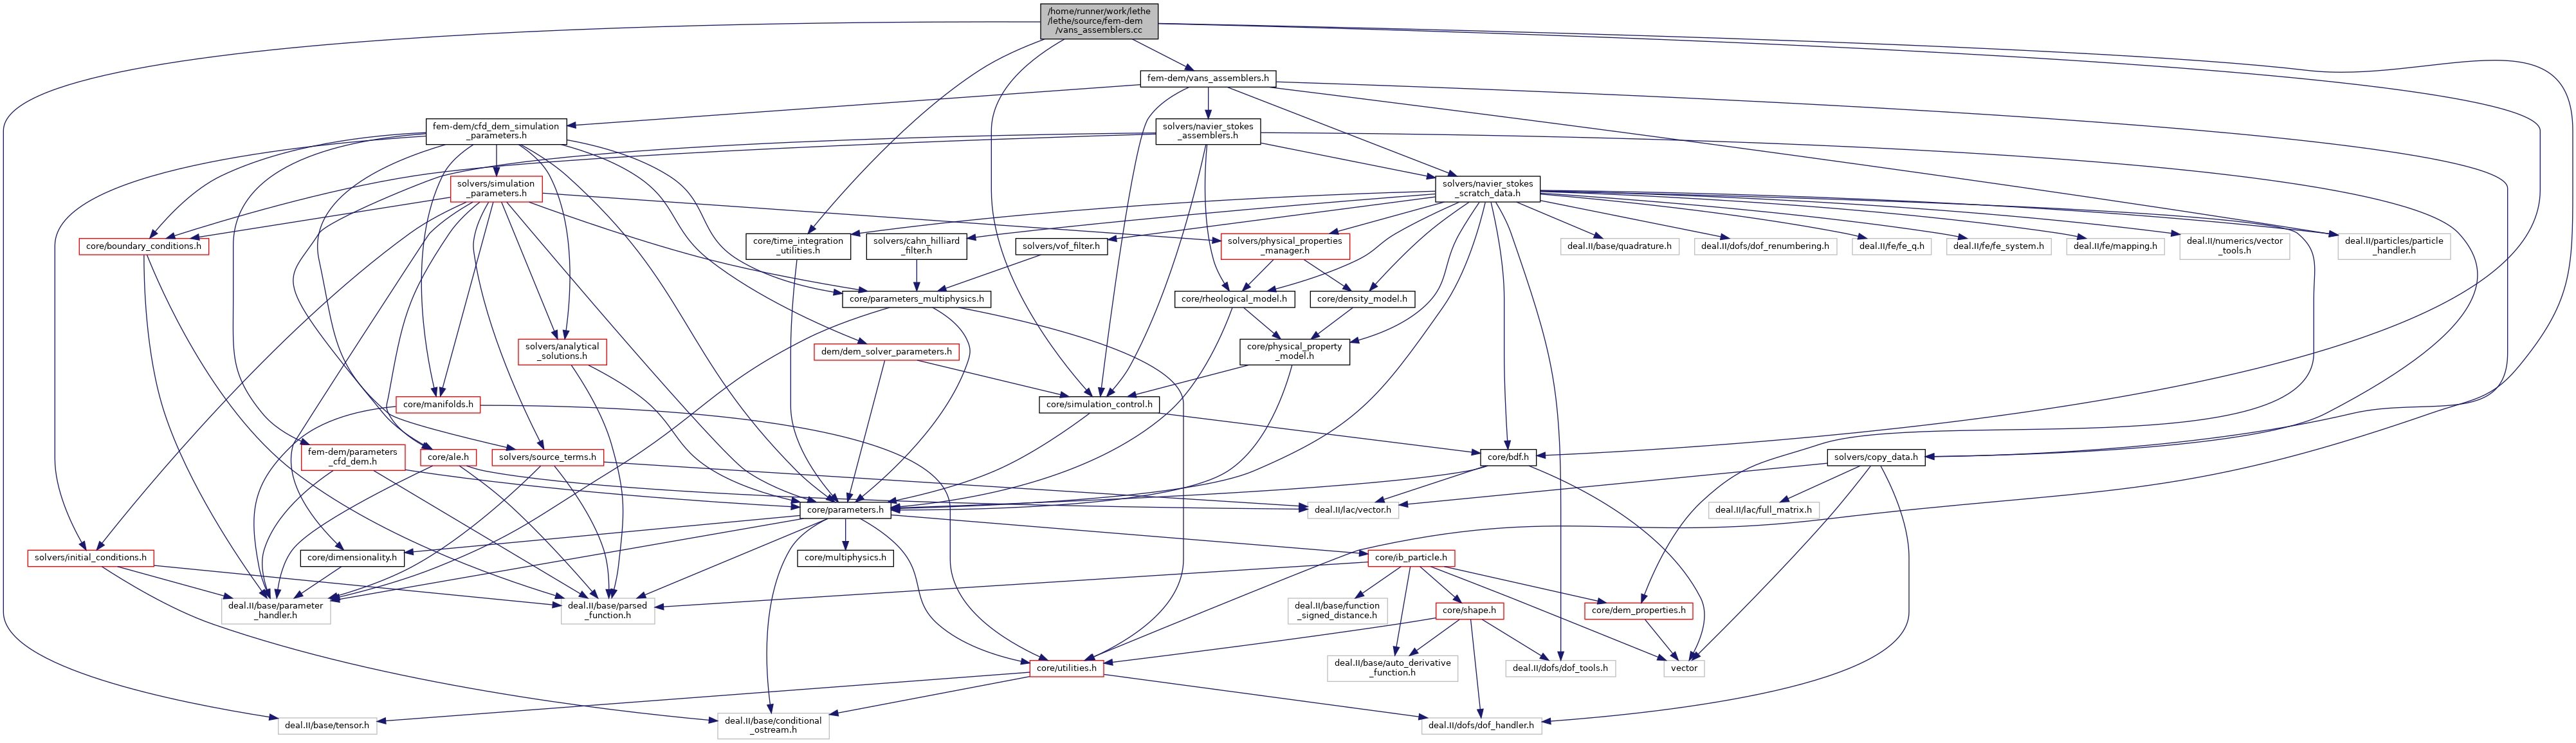 /home/runner/work/lethe
/lethe/source/fem-dem
/vans_assemblers.cc
fem-dem/vans_assemblers.h
fem-dem/cfd_dem_simulation
_parameters.h
solvers/navier_stokes
_assemblers.h
solvers/simulation
_parameters.h
solvers/navier_stokes
_scratch_data.h
core/boundary_conditions.h
core/time_integration
_utilities.h
solvers/cahn_hilliard
_filter.h
solvers/vof_filter.h
solvers/physical_properties
_manager.h
deal.II/base/quadrature.h
deal.II/dofs/dof_renumbering.h
deal.II/fe/fe_q.h
deal.II/fe/fe_system.h
deal.II/fe/mapping.h
deal.II/numerics/vector
_tools.h
deal.II/particles/particle
_handler.h
core/parameters_multiphysics.h
core/rheological_model.h
core/density_model.h
solvers/analytical
_solutions.h
dem/dem_solver_parameters.h
core/physical_property
_model.h
core/manifolds.h
core/simulation_control.h
fem-dem/parameters
_cfd_dem.h
core/ale.h
solvers/source_terms.h
core/bdf.h
solvers/copy_data.h
core/parameters.h
deal.II/lac/vector.h
deal.II/lac/full_matrix.h
solvers/initial_conditions.h
core/dimensionality.h
core/multiphysics.h
core/ib_particle.h
deal.II/base/parameter
_handler.h
deal.II/base/parsed
_function.h
deal.II/base/function
_signed_distance.h
core/shape.h
core/dem_properties.h
core/utilities.h
deal.II/base/auto_derivative
_function.h
deal.II/dofs/dof_tools.h
vector
deal.II/base/tensor.h
deal.II/base/conditional
_ostream.h
deal.II/dofs/dof_handler.h